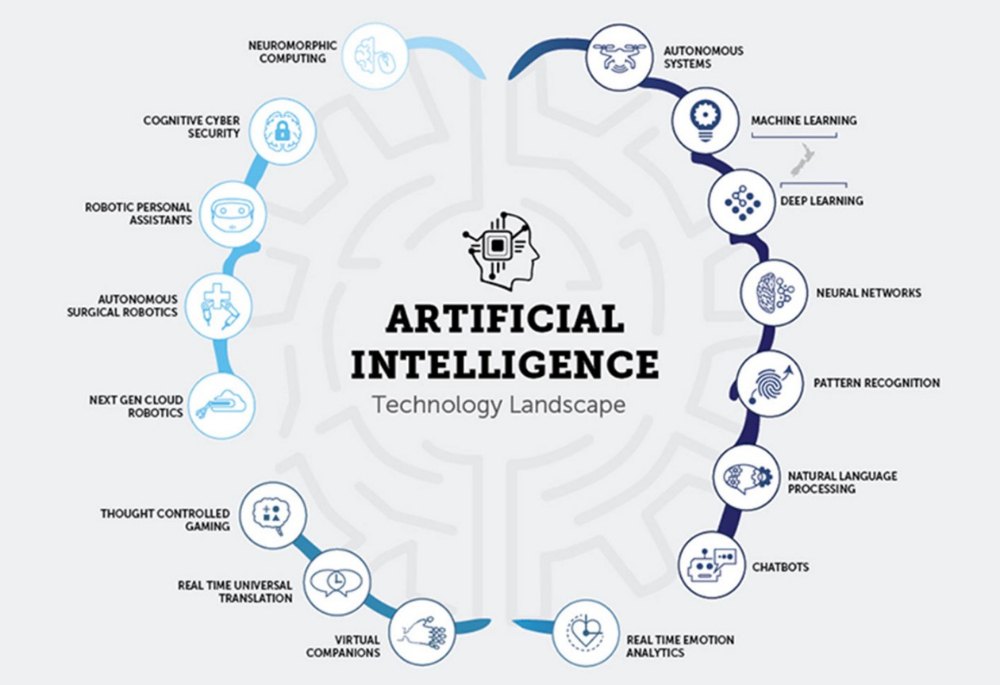 ARTIFICIAL
INTELLIGENCE
Technology Landscape
AUTONOMOUS
SYSTEMS
MACHINE LEARNING
DEEP LEARNING
NEURAL NETWORKS
PATTERN RECOGNITION
NATURAL LANGUAGE
PROCESSING
CHATBOTS
REAL TIME EMOTION
ANALYTICS
VIRTUAL
COMPANIONS
REAL TIME UNIVERSAL
TRANSLATION
THOUGHT CONTROLLED
GAMING
NEXT GEN CLOUD
ROBOTICS
AUTONOMOUS
SURGICAL ROBOTICS
ROBOTIC PERSONAL
ASSISTANTS
COGNITIVE CYBER
SECURITY
NEUROMORPHIC
COMPUTING